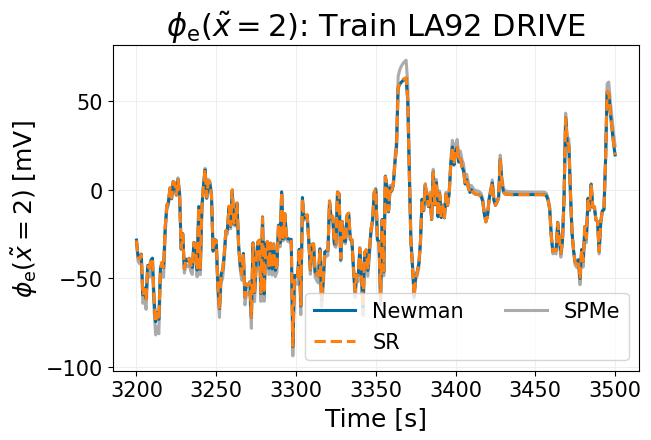 ϕₑ(x̃ = 2): Train LA92 DRIVE
ϕₑ(x̃ = 2) [mV]
50
0
−50
−100
Newman
SR
SPMe
3200 3250 3300 3350 3400 3450 3500
Time [s]